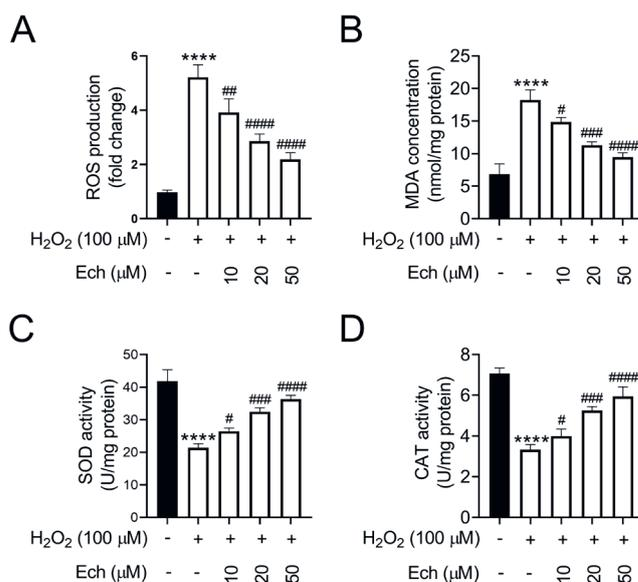 A
ROS production
(fold change)
6
4
2
0
****
##
####
####
H₂O₂ (100 μM) - + + + +
Ech (μM) - - 10 20 50
B
MDA concentration
(nmol/mg protein)
25
20
15
10
5
0
****
#
###
####
H₂O₂ (100 μM) - + + + +
Ech (μM) - - 10 20 50
C
SOD activity
(U/mg protein)
50
40
30
20
10
0
****
#
###
####
H₂O₂ (100 μM) - + + + +
Ech (μM) - - 10 20 50
D
CAT activity
(U/mg protein)
8
6
4
2
0
****
#
###
####
H₂O₂ (100 μM) - + + + +
Ech (μM) - - 10 20 50